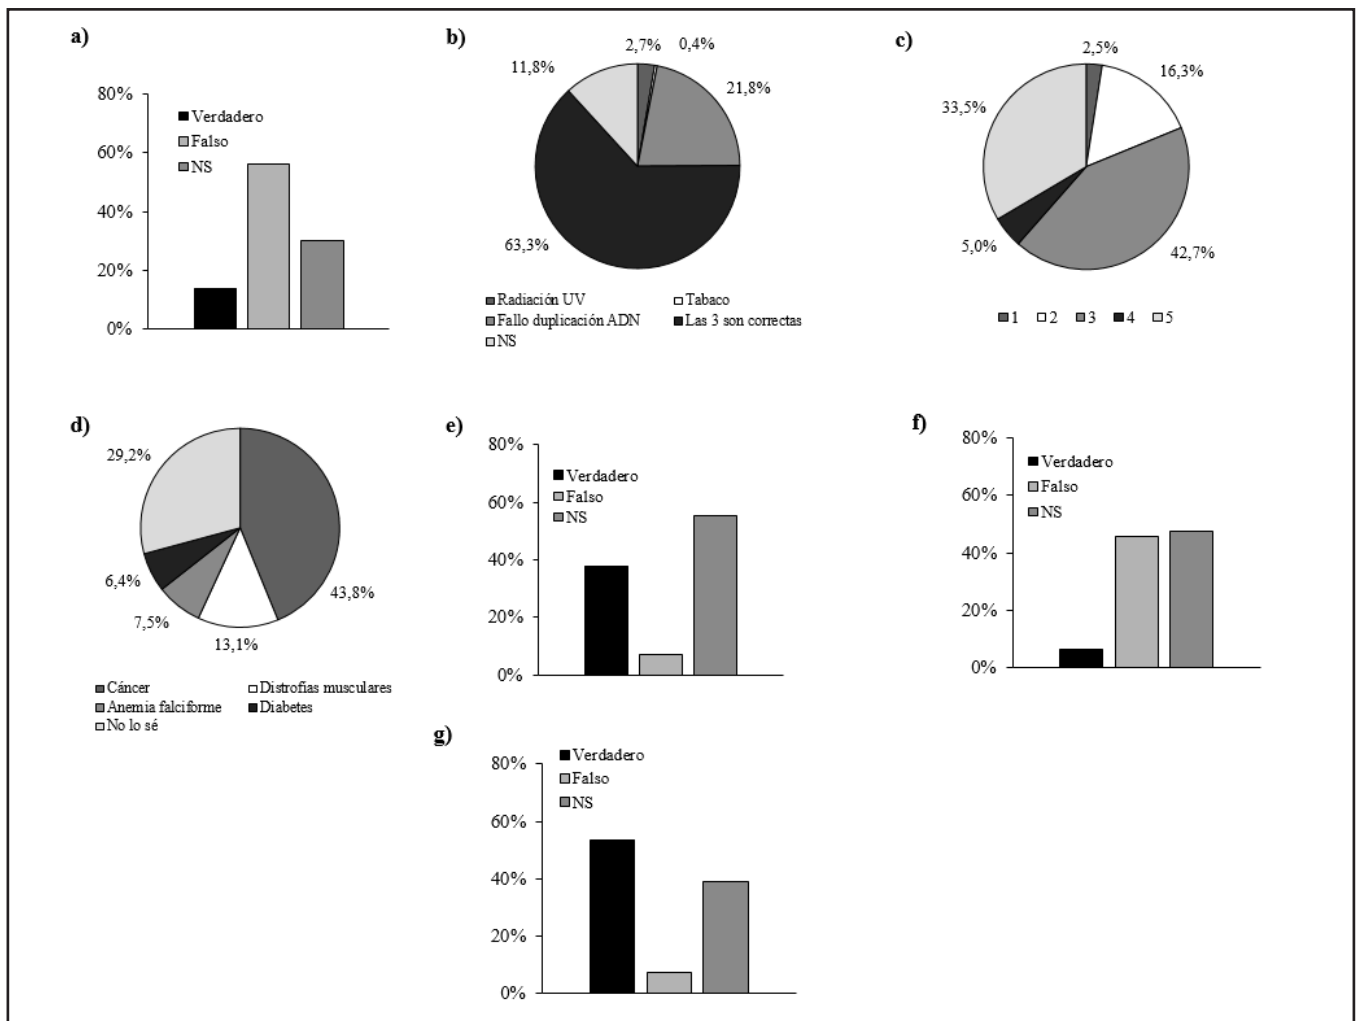 a)
80%
60%
40%
20%
0%
Verdadero
Falso
NS
b)
2,7%
0,4%
11,8%
21,8%
63,3%
Radiación UV
Tabaco
Fallo duplicación ADN
Las 3 son correctas
NS
c)
2,5%
16,3%
33,5%
5,0%
42,7%
1 2 3 4 5
d)
29,2%
6,4%
43,8%
7,5%
13,1%
Cáncer
Distrofías musculares
Anemia falciforme
Diabetes
No lo sé
e)
80%
60%
40%
20%
0%
Verdadero
Falso
NS
f)
80%
60%
40%
20%
0%
Verdadero
Falso
NS
g)
80%
60%
40%
20%
0%
Verdadero
Falso
NS